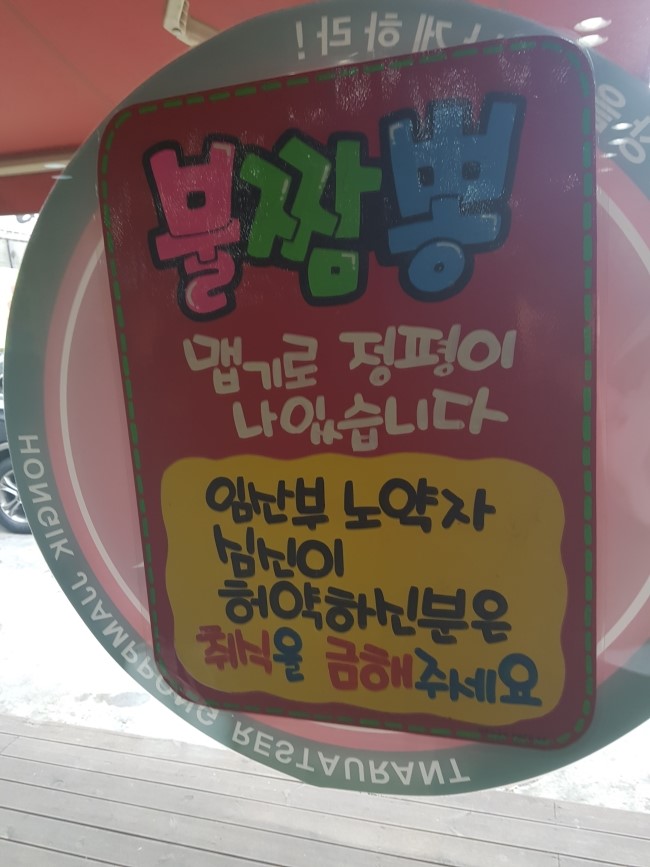 불짬뽕
맵기로 정평이
나있습니다
임산부 노약자
심신이
허약하신분은
취식을 금해주세요
HONGIK JJAMPPONG RESTAURANT